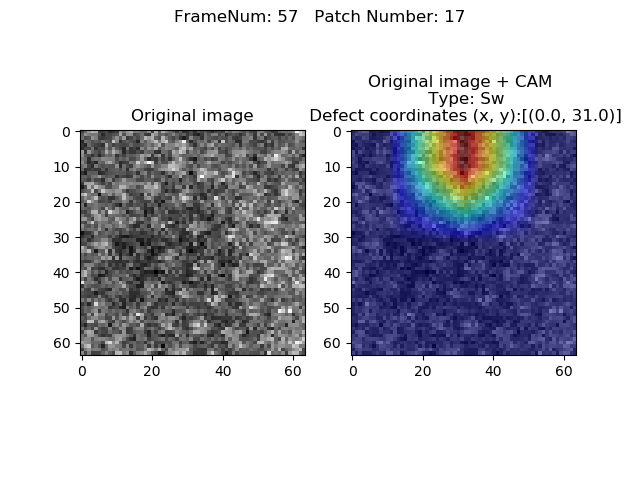 FrameNum: 57   Patch Number: 17
Original image
Original image + CAM
Type: Sw
Defect coordinates (x, y):[(0.0, 31.0)]
0
10
20
30
40
50
60
0 20 40 60
0
10
20
30
40
50
60
0 20 40 60